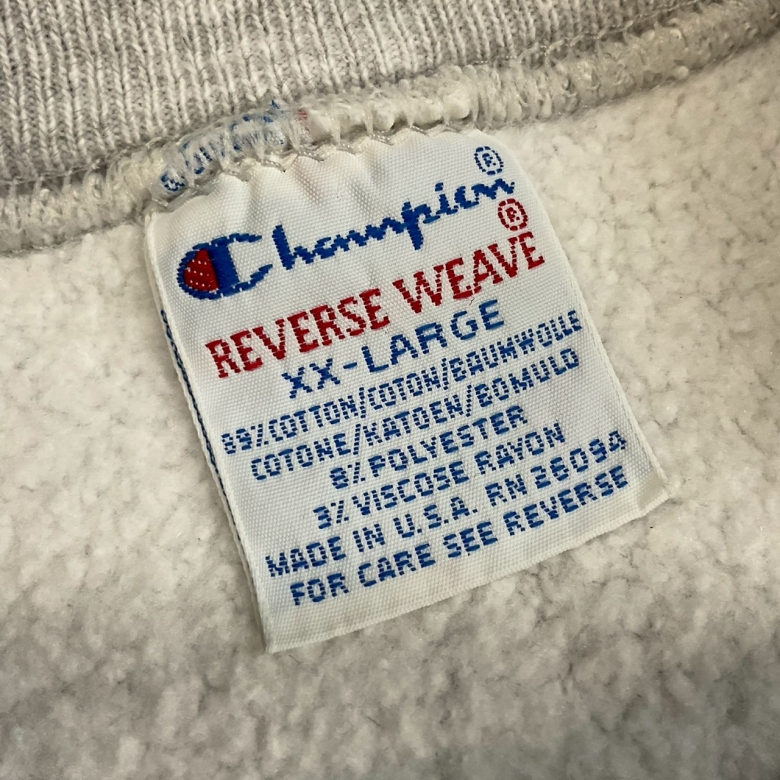 Champion®
REVERSE WEAVE®
XX-LARGE
89% COTTON/COTON/BAUMWOLLE
COTONE/KATOEN/BOMULD
8% POLYESTER
3% VISCOSE RAYON
MADE IN U.S.A. RN 26094
FOR CARE SEE REVERSE